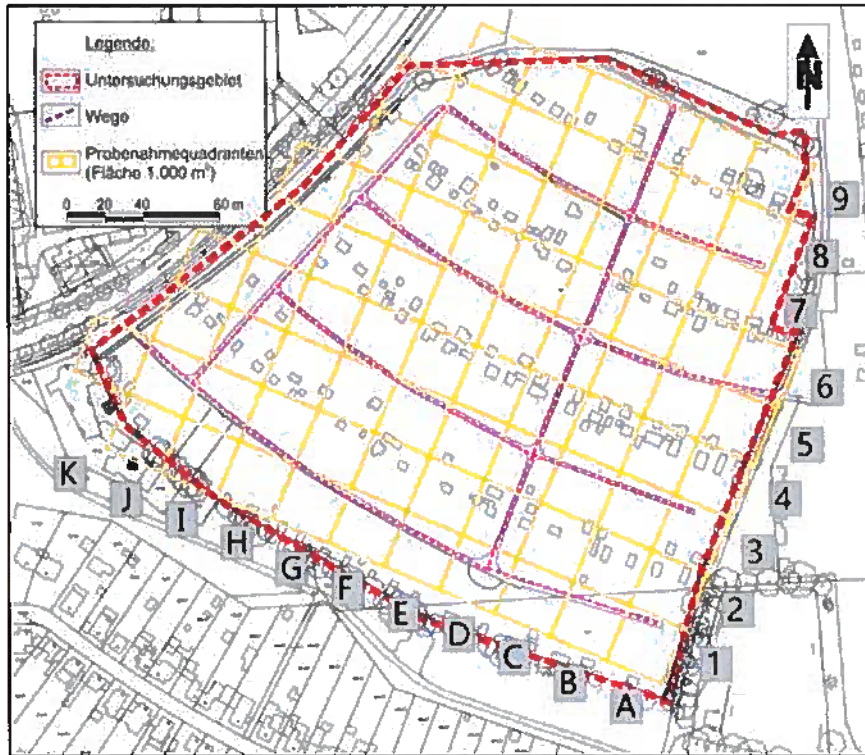 Legende:
Untersuchungsgebiet
Wege
Probenahmequadranten
(Fläche 1.000 m²)
0 20 40 60 m
N
9
8
7
6
5
4
3
2
1
K
J
I
H
G
F
E
D
C
B
A